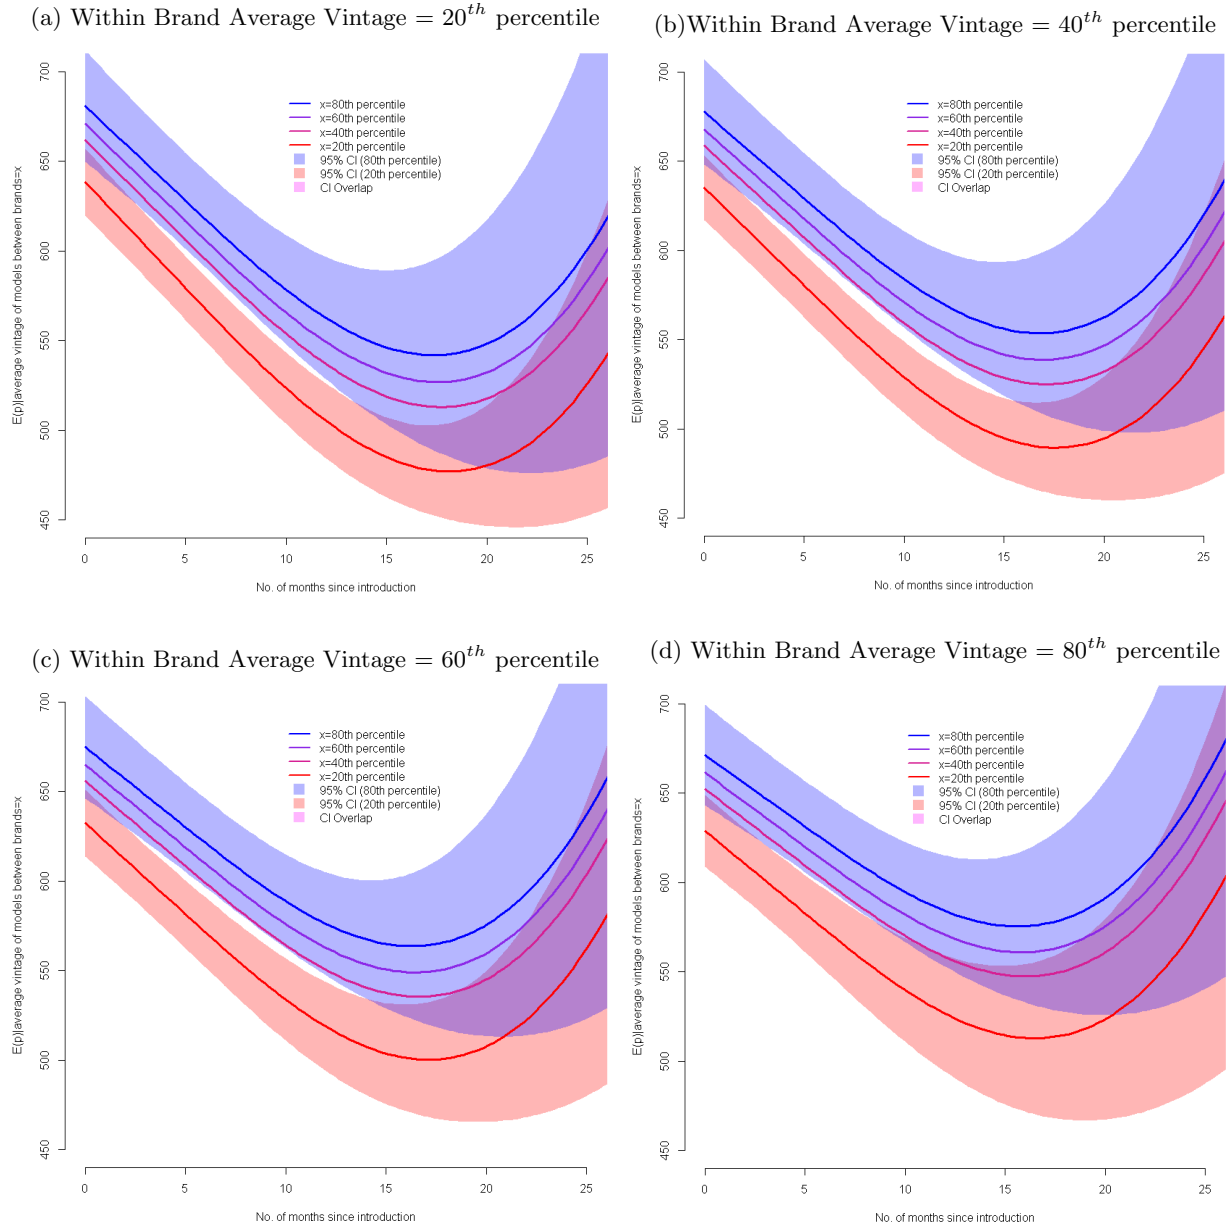 (a) Within Brand Average Vintage = 20th percentile
E(p)|average vintage of models between brands=x
700
650
600
550
500
450
x=80th percentile
x=60th percentile
x=40th percentile
x=20th percentile
95% CI (80th percentile)
95% CI (20th percentile)
CI Overlap
0 5 10 15 20 25
No. of months since introduction
(b)Within Brand Average Vintage = 40th percentile
E(p)|average vintage of models between brands=x
700
650
600
550
500
450
x=80th percentile
x=60th percentile
x=40th percentile
x=20th percentile
95% CI (80th percentile)
95% CI (20th percentile)
CI Overlap
0 5 10 15 20 25
No. of months since introduction
(c) Within Brand Average Vintage = 60th percentile
E(p)|average vintage of models between brands=x
700
650
600
550
500
450
x=80th percentile
x=60th percentile
x=40th percentile
x=20th percentile
95% CI (80th percentile)
95% CI (20th percentile)
CI Overlap
0 5 10 15 20 25
No. of months since introduction
(d) Within Brand Average Vintage = 80th percentile
E(p)|average vintage of models between brands=x
700
650
600
550
500
450
x=80th percentile
x=60th percentile
x=40th percentile
x=20th percentile
95% CI (80th percentile)
95% CI (20th percentile)
CI Overlap
0 5 10 15 20 25
No. of months since introduction